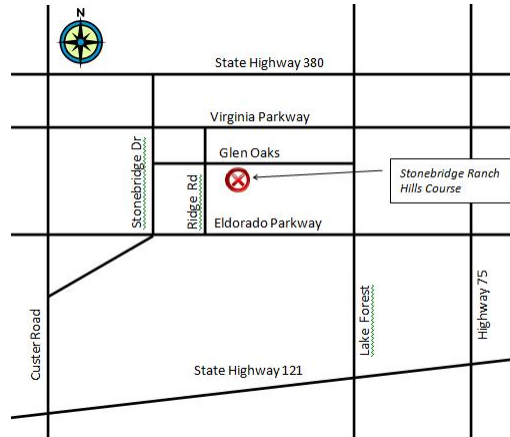 N
State Highway 380
Virginia Parkway
Glen Oaks
Stonebridge Ranch
Hills Course
Stonebridge Dr
Ridge Rd
Eldorado Parkway
Custer Road
Lake Forest
Highway 75
State Highway 121